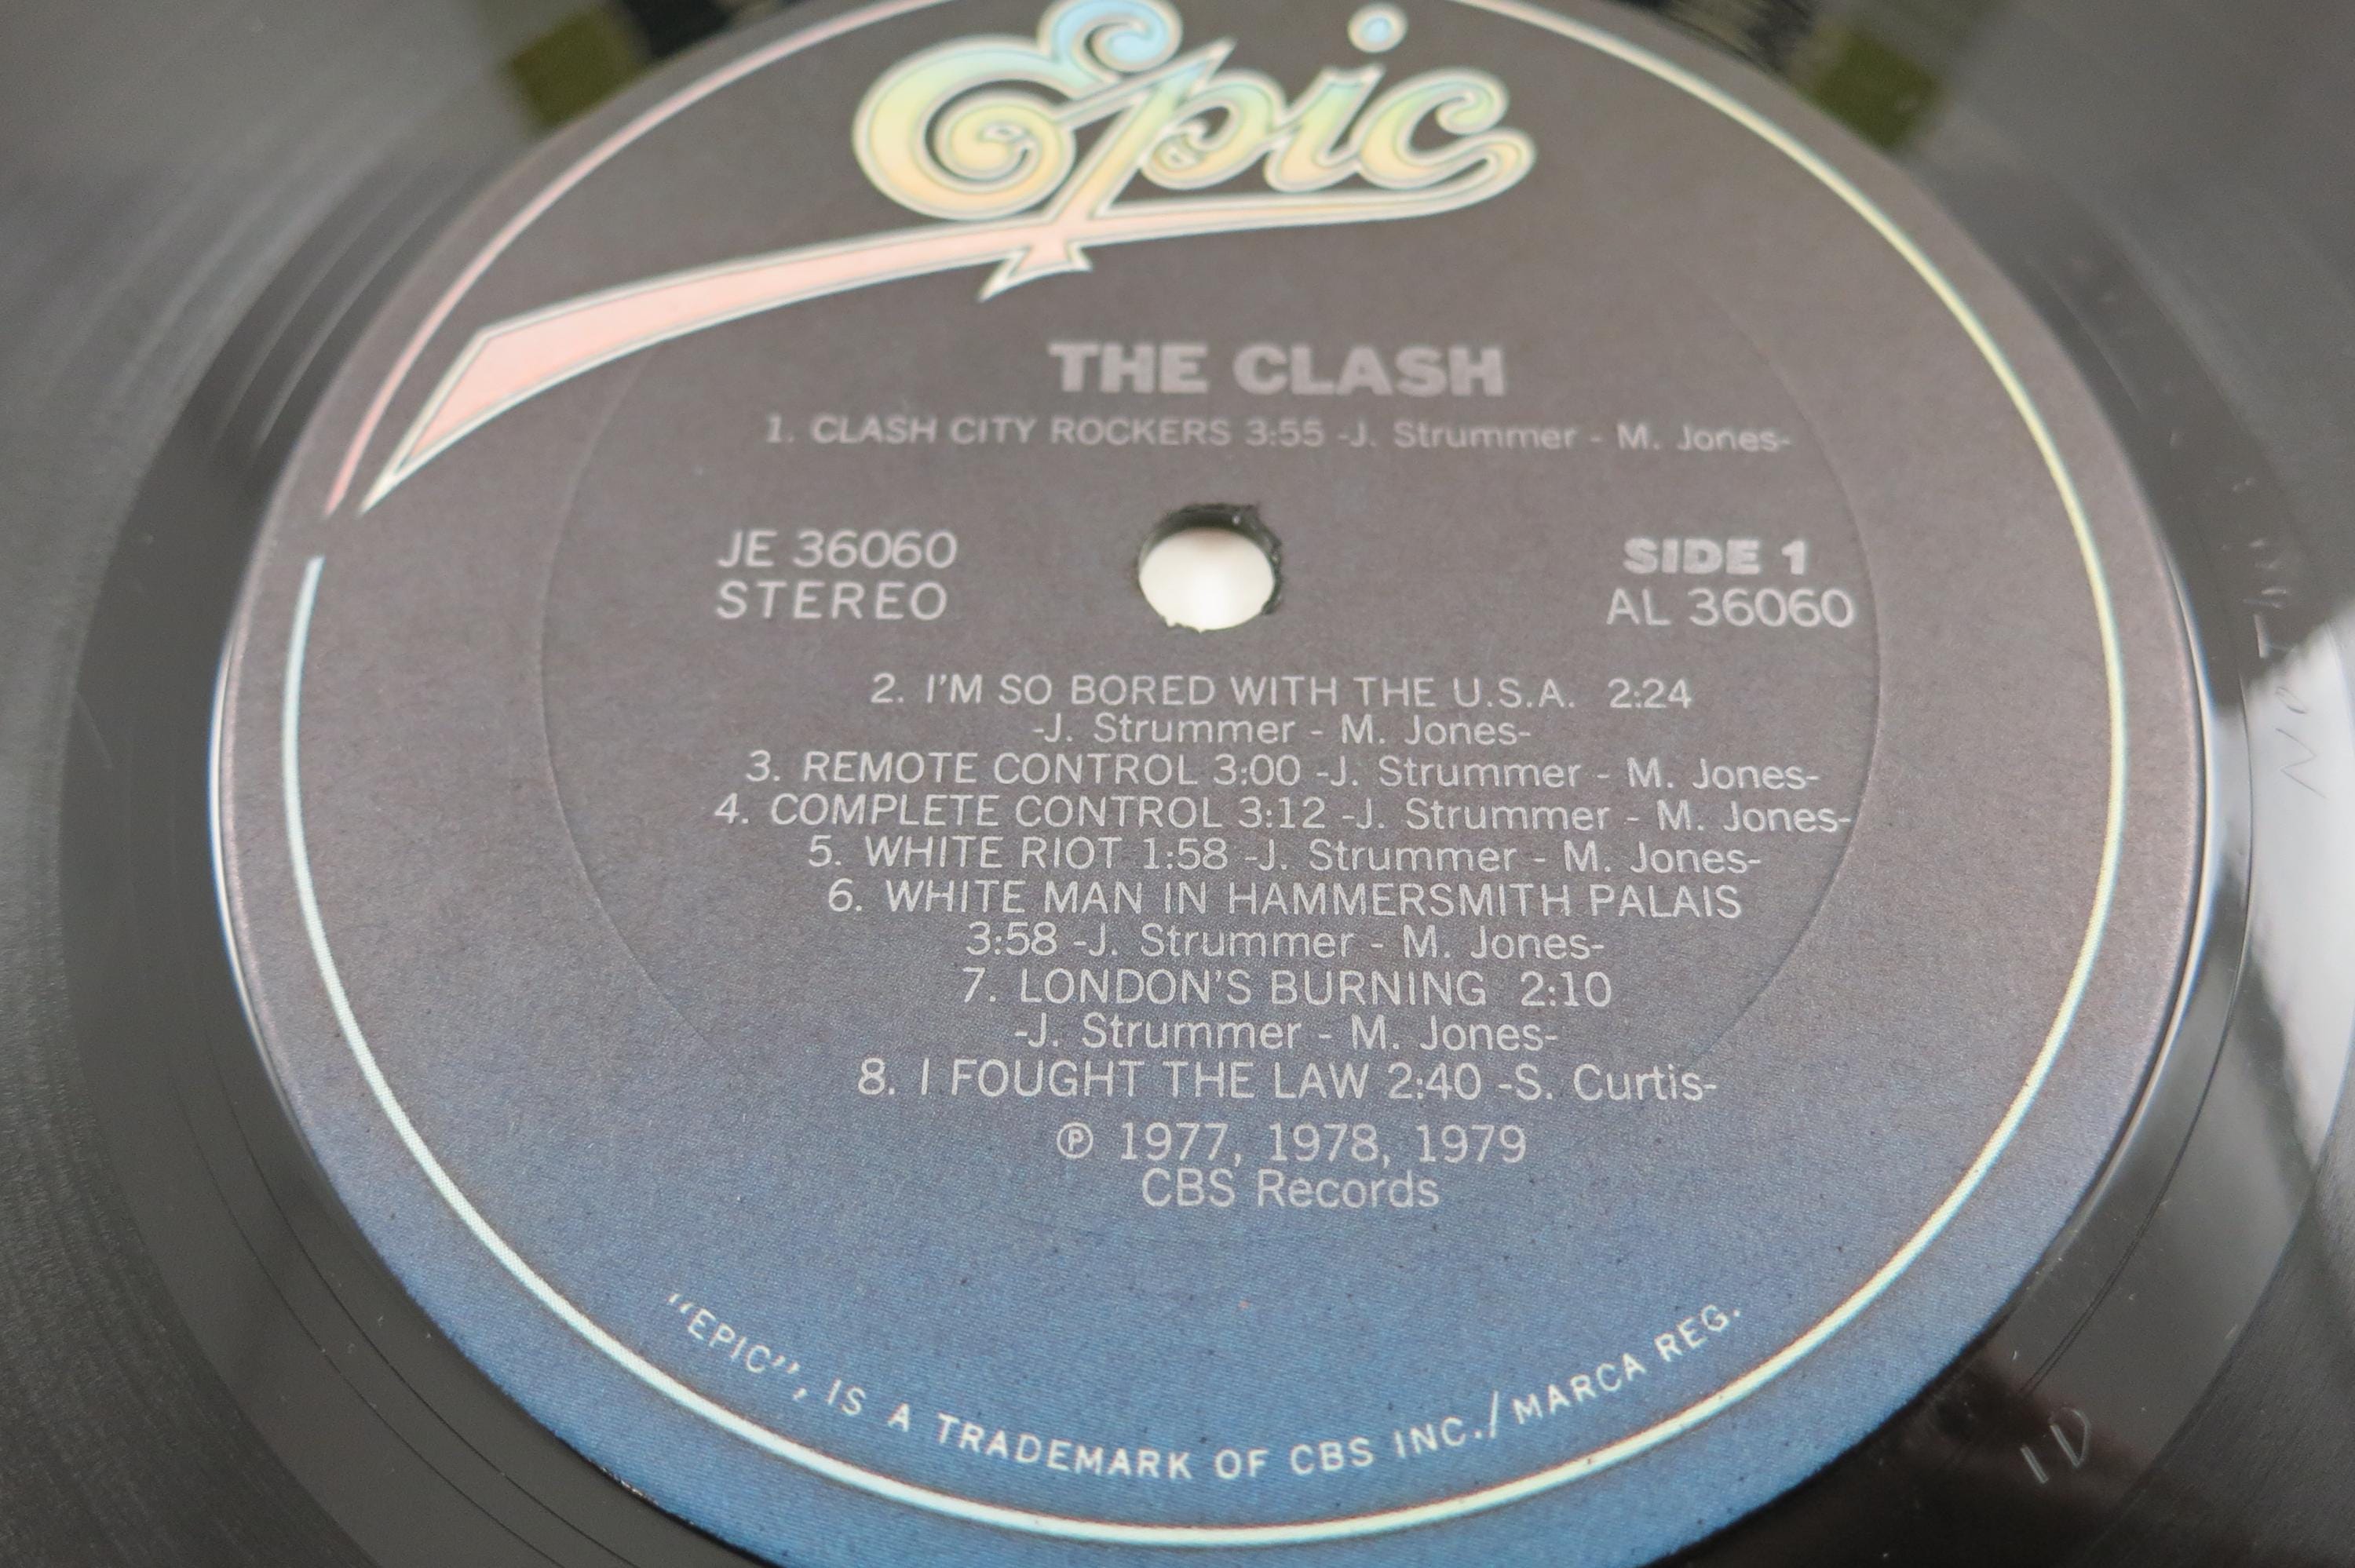 Epic
THE CLASH
1. CLASH CITY ROCKERS 3:55 -J. Strummer - M. Jones-
JE 36060
STEREO
SIDE 1
AL 36060
2. I'M SO BORED WITH THE U.S.A. 2:24
-J. Strummer - M. Jones-
3. REMOTE CONTROL 3:00 -J. Strummer - M. Jones-
4. COMPLETE CONTROL 3:12 -J. Strummer - M. Jones-
5. WHITE RIOT 1:58 -J. Strummer - M. Jones-
6. WHITE MAN IN HAMMERSMITH PALAIS
3:58 -J. Strummer - M. Jones-
7. LONDON'S BURNING 2:10
-J. Strummer - M. Jones-
8. I FOUGHT THE LAW 2:40 -S. Curtis-
℗ 1977, 1978, 1979
CBS Records
"EPIC", IS A TRADEMARK OF CBS INC./MARCA REG.
1D